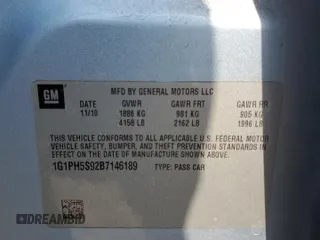 GM
MFD BY GENERAL MOTORS LLC
DATE GVWR GAWR FRT GAWR RR
11/10 1886 KG 981 KG 905 KG
4158 LB 2162 LB 1996 LB
THIS VEHICLE CONFORMS TO ALL APPLICABLE U.S. FEDERAL MOTOR
VEHICLE SAFETY, BUMPER, AND THEFT PREVENTION STANDARDS
IN EFFECT ON THE DATE OF MANUFACTURE SHOWN ABOVE.
1G1PH5S92B7146189 TYPE: PASS CAR
DREAMBID